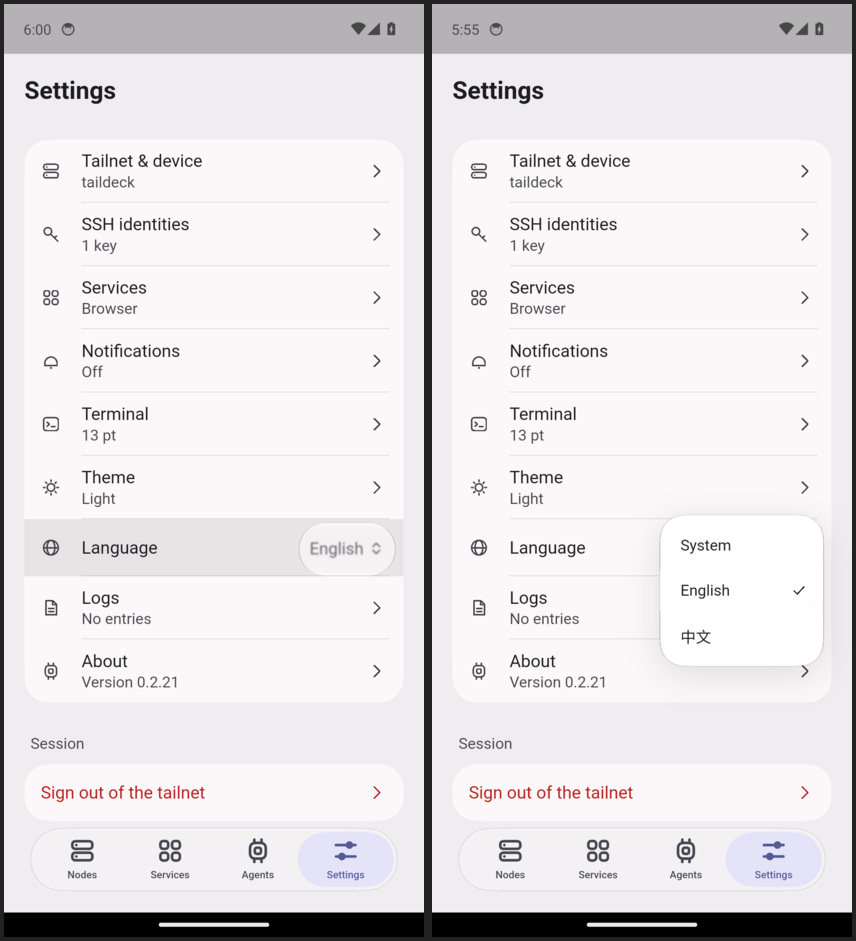 6:00
Settings
Tailnet & device
taildeck
SSH identities
1 key
Services
Browser
Notifications
Off
Terminal
13 pt
Theme
Light
Language
English
Logs
No entries
About
Version 0.2.21
Session
Sign out of the tailnet
Nodes
Services
Agents
Settings
5:55
Settings
Tailnet & device
taildeck
SSH identities
1 key
Services
Browser
Notifications
Off
Terminal
13 pt
Theme
Light
Language
System
English
中文
Logs
No entries
About
Version 0.2.21
Session
Sign out of the tailnet
Nodes
Services
Agents
Settings